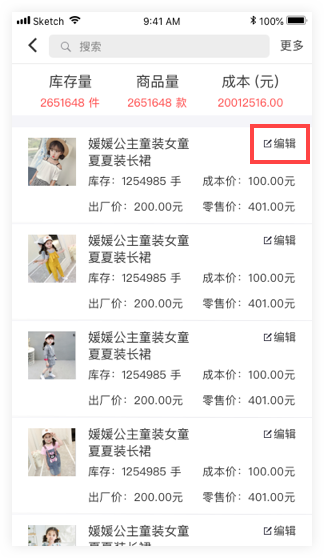 Sketch 9:41 AM 100%
搜索 更多
库存量 商品量 成本 (元)
2651648 件 2651648 款 20012516.00
媛媛公主童装女童 编辑
夏夏装长裙
库存：1254985 手 成本价：100.00元
出厂价：200.00元 零售价：401.00元
媛媛公主童装女童 编辑
夏夏装长裙
库存：1254985 手 成本价：100.00元
出厂价：200.00元 零售价：401.00元
媛媛公主童装女童 编辑
夏夏装长裙
库存：1254985 手 成本价：100.00元
出厂价：200.00元 零售价：401.00元
媛媛公主童装女童 编辑
夏夏装长裙
库存：1254985 手 成本价：100.00元
出厂价：200.00元 零售价：401.00元
媛媛公主童装女童 编辑
夏夏装长裙